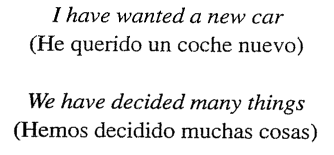 I have wanted a new car
(He querido un coche nuevo)
We have decided many things
(Hemos decidido muchas cosas)